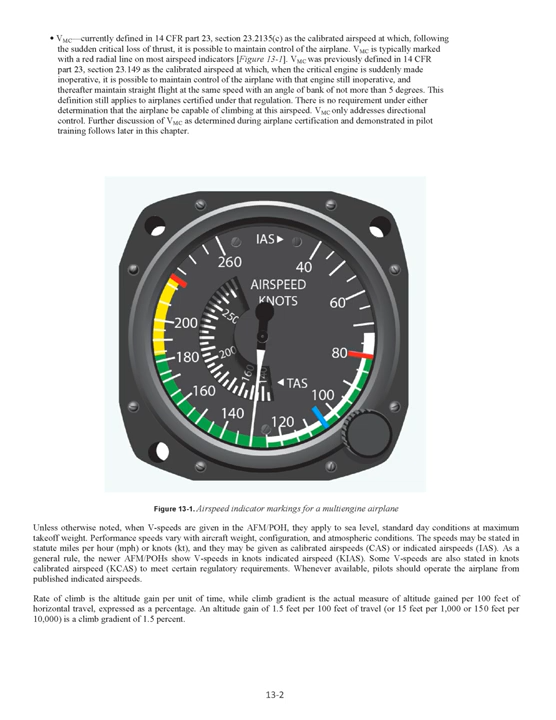 • VMC—currently defined in 14 CFR part 23, section 23.2135(c) as the calibrated airspeed at which, following
the sudden critical loss of thrust, it is possible to maintain control of the airplane. VMC is typically marked
with a red radial line on most airspeed indicators [Figure 13-1]. VMC was previously defined in 14 CFR
part 23, section 23.149 as the calibrated airspeed at which, when the critical engine is suddenly made
inoperative, it is possible to maintain control of the airplane with that engine still inoperative, and
thereafter maintain straight flight at the same speed with an angle of bank of not more than 5 degrees. This
definition still applies to airplanes certified under that regulation. There is no requirement under either
determination that the airplane be capable of climbing at this airspeed. VMC only addresses directional
control. Further discussion of VMC as determined during airplane certification and demonstrated in pilot
training follows later in this chapter.
IAS▶
260
40
AIRSPEED
KNOTS
60
250
200
200
80
180
160
140
◀TAS
160
100
140
120
Figure 13-1. Airspeed indicator markings for a multiengine airplane
Unless otherwise noted, when V-speeds are given in the AFM/POH, they apply to sea level, standard day conditions at maximum
takeoff weight. Performance speeds vary with aircraft weight, configuration, and atmospheric conditions. The speeds may be stated in
statute miles per hour (mph) or knots (kt), and they may be given as calibrated airspeeds (CAS) or indicated airspeeds (IAS). As a
general rule, the newer AFM/POHs show V-speeds in knots indicated airspeed (KIAS). Some V-speeds are also stated in knots
calibrated airspeed (KCAS) to meet certain regulatory requirements. Whenever available, pilots should operate the airplane from
published indicated airspeeds.
Rate of climb is the altitude gain per unit of time, while climb gradient is the actual measure of altitude gained per 100 feet of
horizontal travel, expressed as a percentage. An altitude gain of 1.5 feet per 100 feet of travel (or 15 feet per 1,000 or 150 feet per
10,000) is a climb gradient of 1.5 percent.
13-2